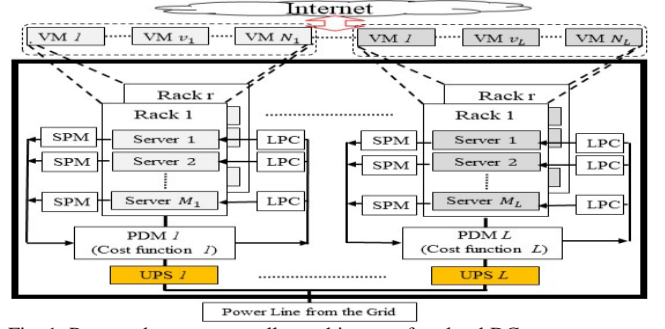 Internet
VM 1 VM v1 VM N1 VM 1 VM vL VM NL
Rack r Rack r
Rack 1 Rack 1
SPM Server 1 LPC SPM Server 1 LPC
SPM Server 2 LPC SPM Server 2 LPC
SPM Server M1 LPC SPM Server ML LPC
PDM 1 PDM L
(Cost function 1) (Cost function L)
UPS 1 UPS L
Power Line from the Grid